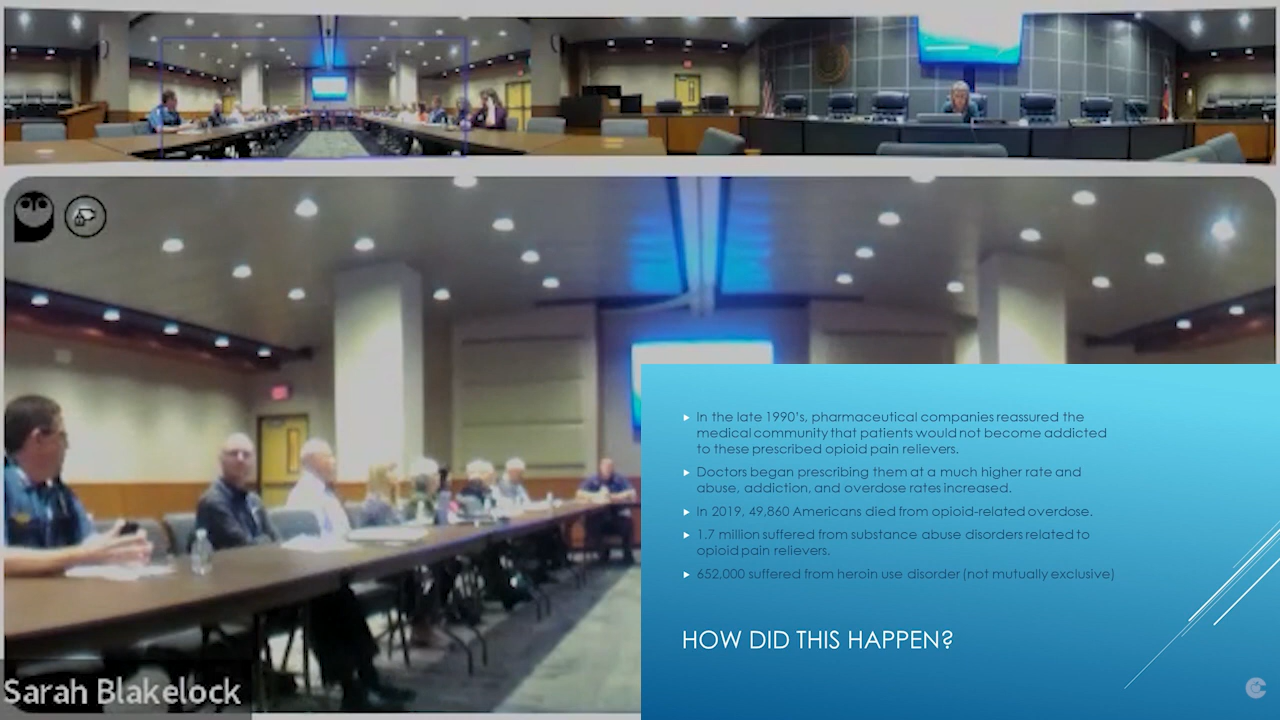 In the late 1990's, pharmaceutical companies reassured the
medical community that patients would not become addicted
to these prescribed opioid pain relievers.
Doctors began prescribing them at a much higher rate and
abuse, addiction, and overdose rates increased.
In 2019, 49,860 Americans died from opioid-related overdose.
1.7 million suffered from substance abuse disorders related to
opioid pain relievers.
652,000 suffered from heroin use disorder (not mutually exclusive)
HOW DID THIS HAPPEN?
Sarah Blakelock